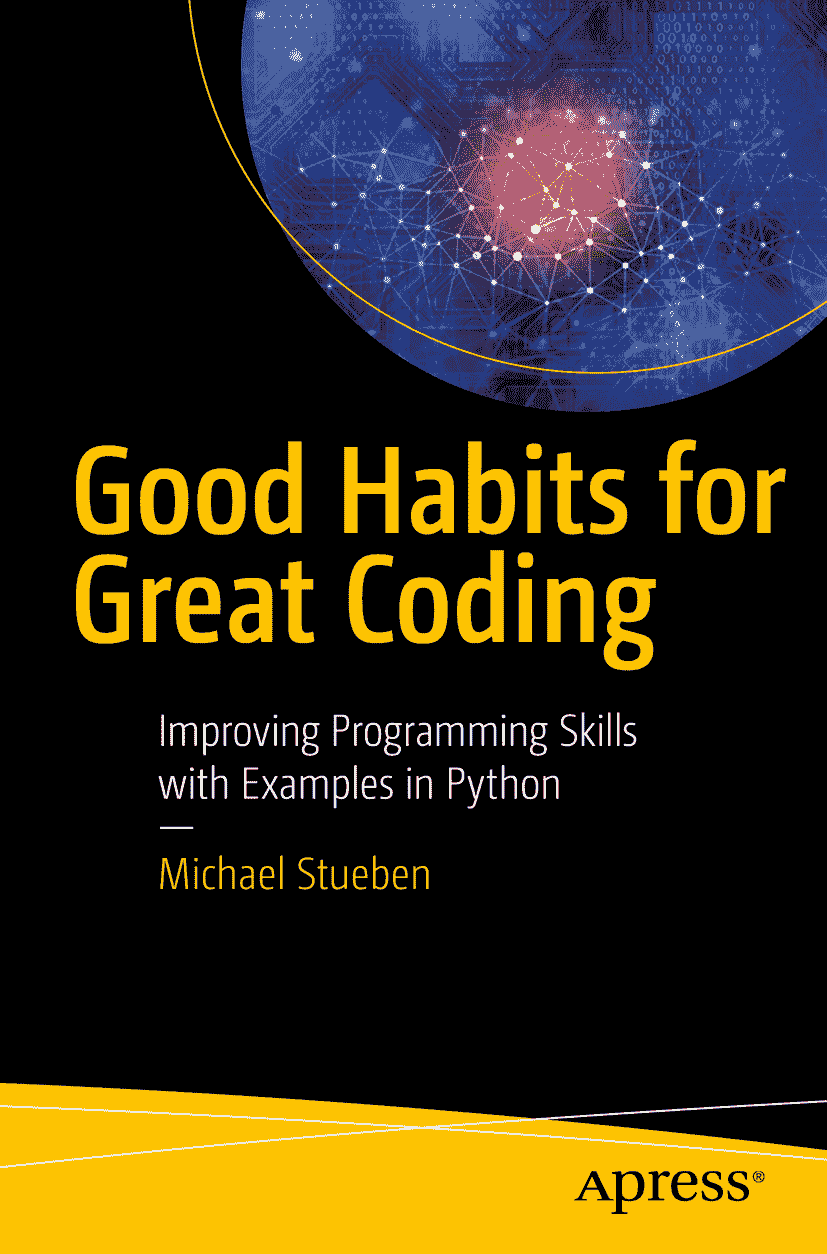 Good Habits for
Great Coding
Improving Programming Skills
with Examples in Python
Michael Stueben
Apress®